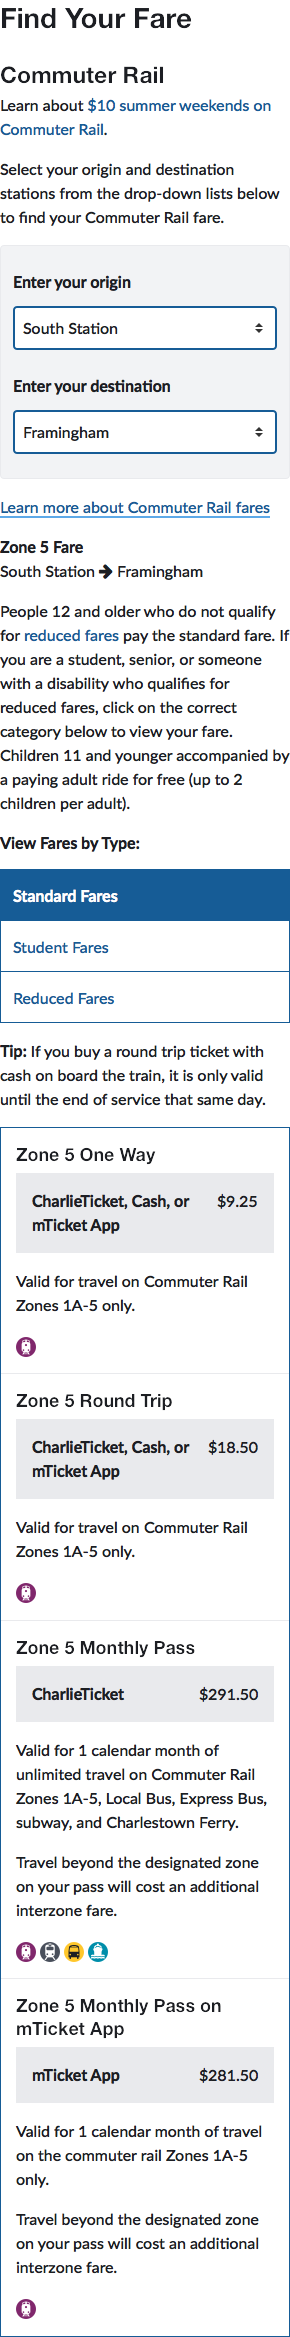 Find Your Fare
Commuter Rail
Learn about $10 summer weekends on
Commuter Rail.
Select your origin and destination
stations from the drop-down lists below
to find your Commuter Rail fare.
Enter your origin
South Station
Enter your destination
Framingham
Learn more about Commuter Rail fares
Zone 5 Fare
South Station → Framingham
People 12 and older who do not qualify
for reduced fares pay the standard fare. If
you are a student, senior, or someone
with a disability who qualifies for
reduced fares, click on the correct
category below to view your fare.
Children 11 and younger accompanied by
a paying adult ride for free (up to 2
children per adult).
View Fares by Type:
Standard Fares
Student Fares
Reduced Fares
Tip: If you buy a round trip ticket with
cash on board the train, it is only valid
until the end of service that same day.
Zone 5 One Way
CharlieTicket, Cash, or $9.25
mTicket App
Valid for travel on Commuter Rail
Zones 1A-5 only.
Zone 5 Round Trip
CharlieTicket, Cash, or $18.50
mTicket App
Valid for travel on Commuter Rail
Zones 1A-5 only.
Zone 5 Monthly Pass
CharlieTicket $291.50
Valid for 1 calendar month of
unlimited travel on Commuter Rail
Zones 1A-5, Local Bus, Express Bus,
subway, and Charlestown Ferry.
Travel beyond the designated zone
on your pass will cost an additional
interzone fare.
Zone 5 Monthly Pass on
mTicket App
mTicket App $281.50
Valid for 1 calendar month of travel
on the commuter rail Zones 1A-5
only.
Travel beyond the designated zone
on your pass will cost an additional
interzone fare.